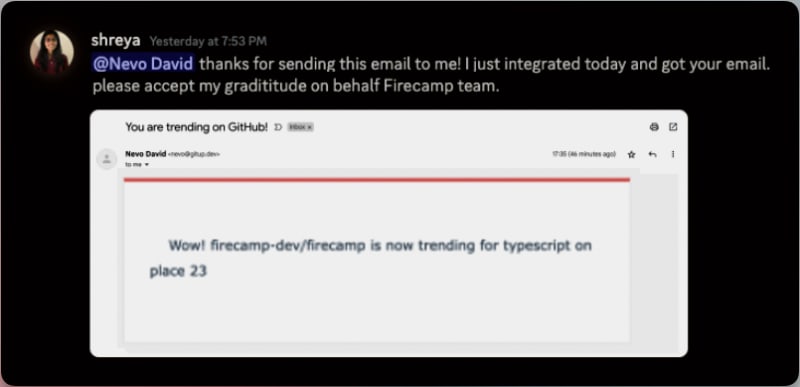 shreya Yesterday at 7:53 PM
@Nevo David thanks for sending this email to me! I just integrated today and got your email.
please accept my gradititude on behalf Firecamp team.
You are trending on GitHub! Inbox x
Nevo David <nevo@gitup.dev> 17:35 (46 minutes ago)
to me
Wow! firecamp-dev/firecamp is now trending for typescript on
place 23